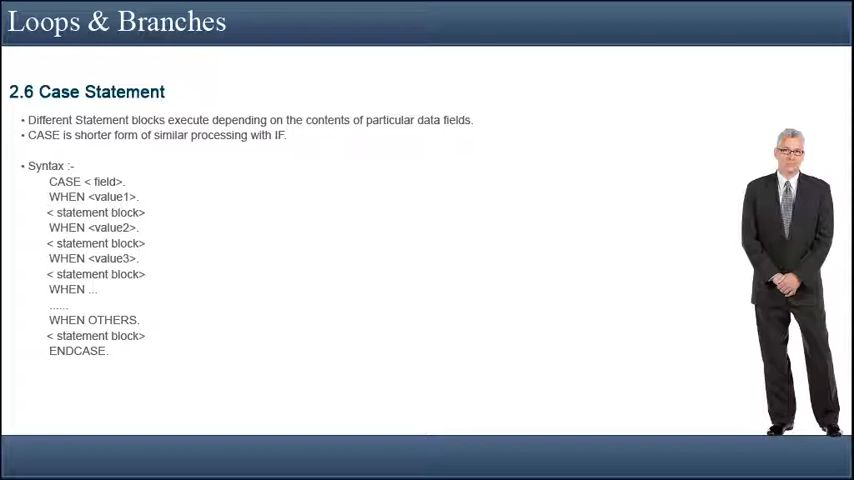 Loops & Branches
2.6 Case Statement
• Different Statement blocks execute depending on the contents of particular data fields.
• CASE is shorter form of similar processing with IF.
• Syntax :-
CASE < field>.
WHEN <value1>.
< statement block>
WHEN <value2>.
< statement block>
WHEN <value3>.
< statement block>
WHEN ...
......
WHEN OTHERS.
< statement block>
ENDCASE.